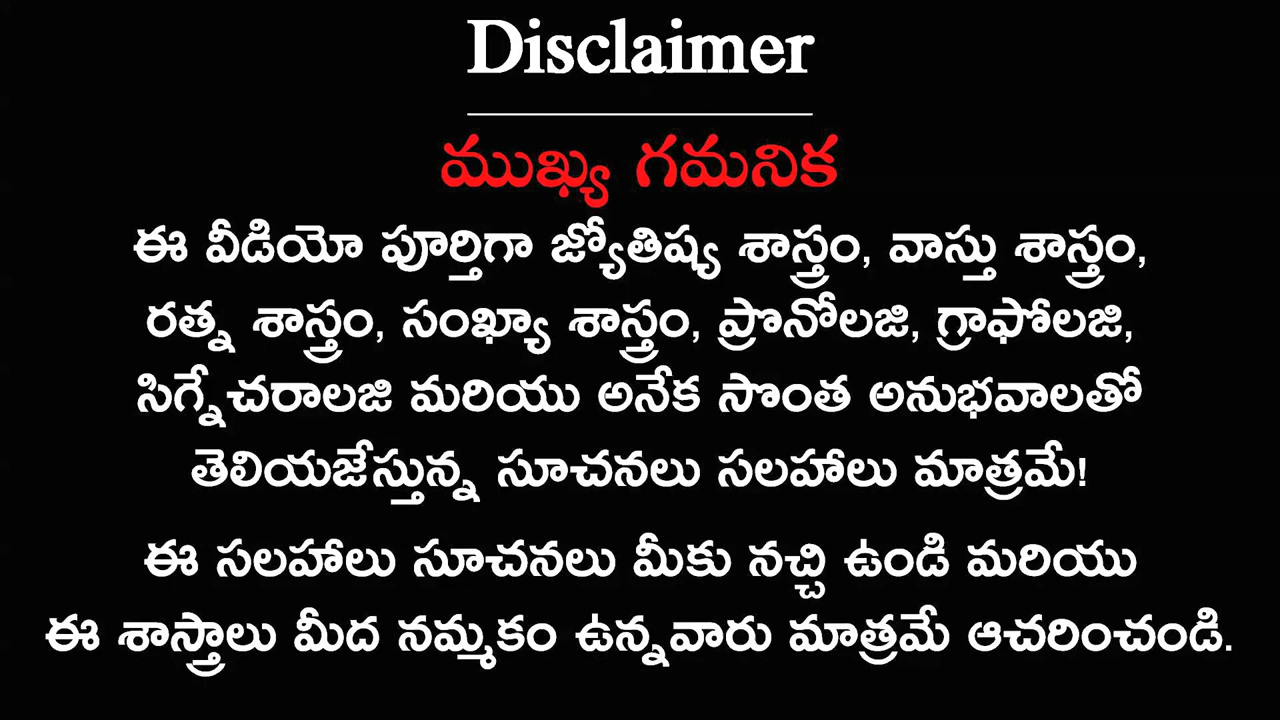 Disclaimer
ముఖ్య గమనిక
ఈ వీడియో పూర్తిగా జ్యోతిష్య శాస్త్రం, వాస్తు శాస్త్రం,
రత్న శాస్త్రం, సంఖ్యా శాస్త్రం, ప్రొనోలజి, గ్రాఫోలజి,
సిగ్నేచరాలజి మరియు అనేక సొంత అనుభవాలతో
తెలియజేస్తున్న సూచనలు సలహాలు మాత్రమే!
ఈ సలహాలు సూచనలు మీకు నచ్చి ఉండి మరియు
ఈ శాస్త్రాలు మీద నమ్మకం ఉన్నవారు మాత్రమే ఆచరించండి.